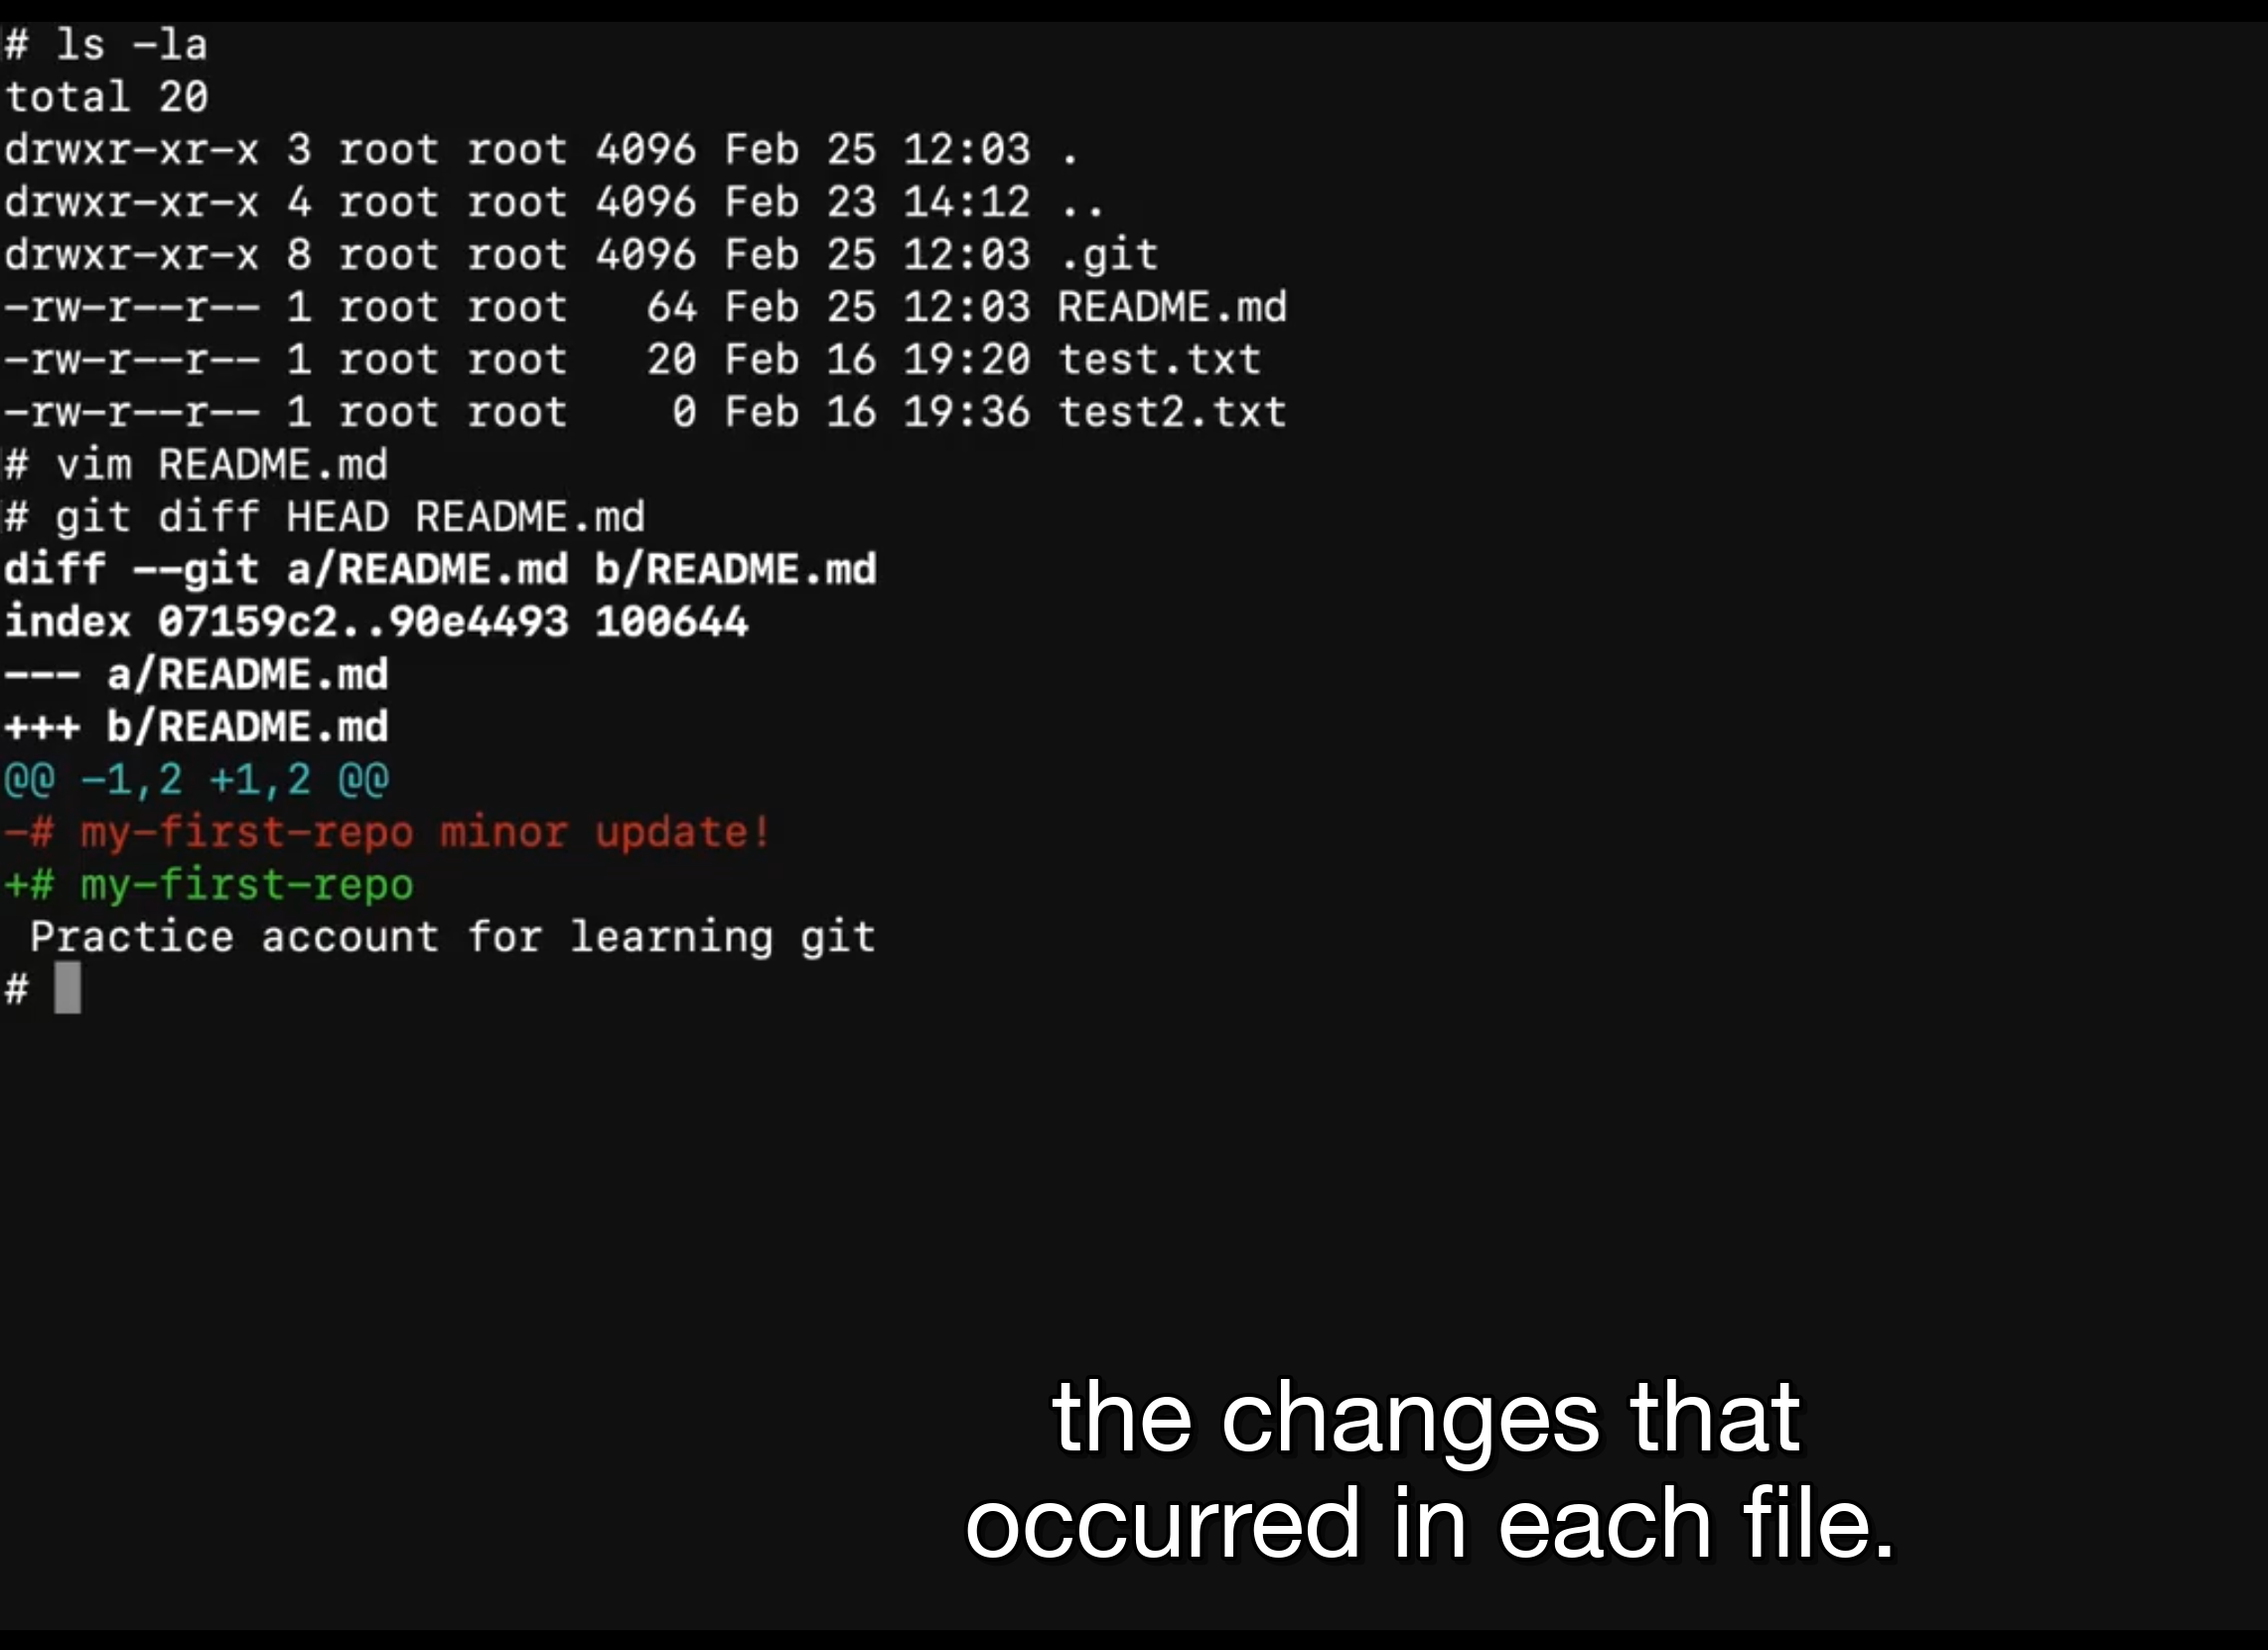 # ls -la
total 20
drwxr-xr-x 3 root root 4096 Feb 25 12:03 .
drwxr-xr-x 4 root root 4096 Feb 23 14:12 ..
drwxr-xr-x 8 root root 4096 Feb 25 12:03 .git
-rw-r--r-- 1 root root   64 Feb 25 12:03 README.md
-rw-r--r-- 1 root root   20 Feb 16 19:20 test.txt
-rw-r--r-- 1 root root    0 Feb 16 19:36 test2.txt
# vim README.md
# git diff HEAD README.md
diff --git a/README.md b/README.md
index 07159c2..90e4493 100644
--- a/README.md
+++ b/README.md
@@ -1,2 +1,2 @@
-# my-first-repo minor update!
+# my-first-repo
 Practice account for learning git
#
the changes that
occurred in each file.